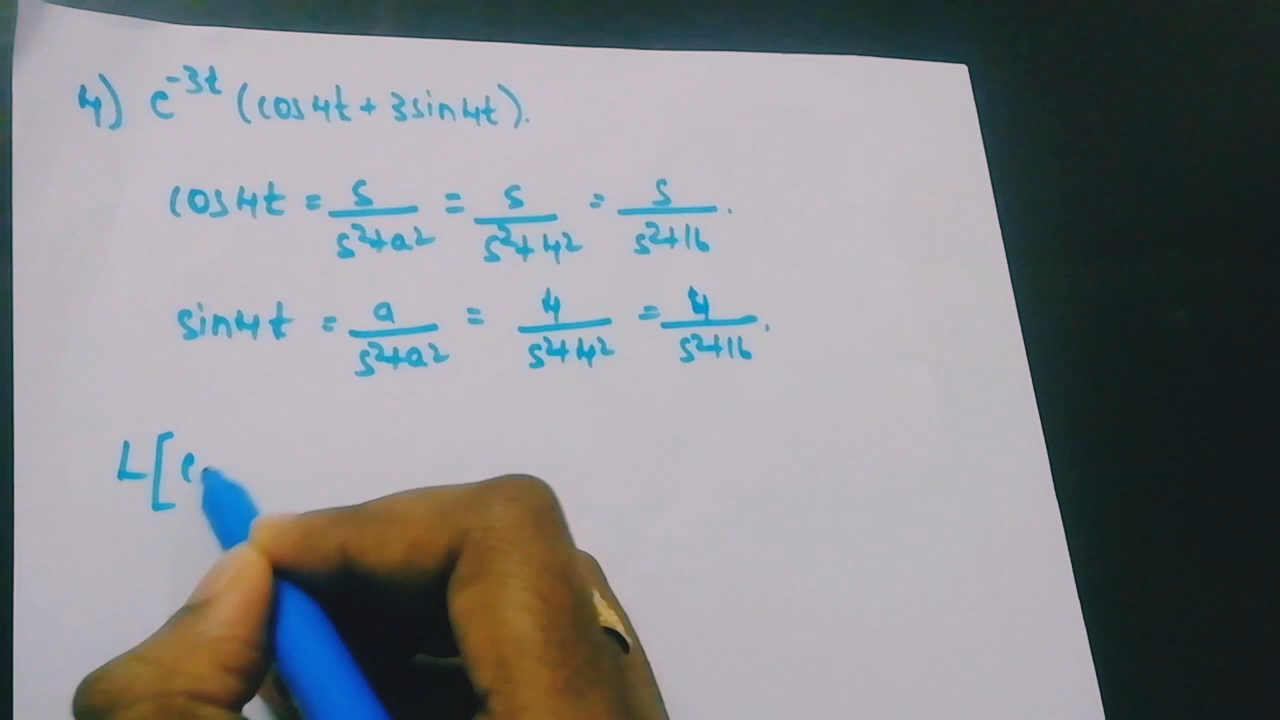 4) e^-3t (cos4t + 3sin4t).
cos4t = s/s²+a² = s/s²+4² = s/s²+16.
sin4t = a/s²+a² = 4/s²+4² = 4/s²+16.
L[e